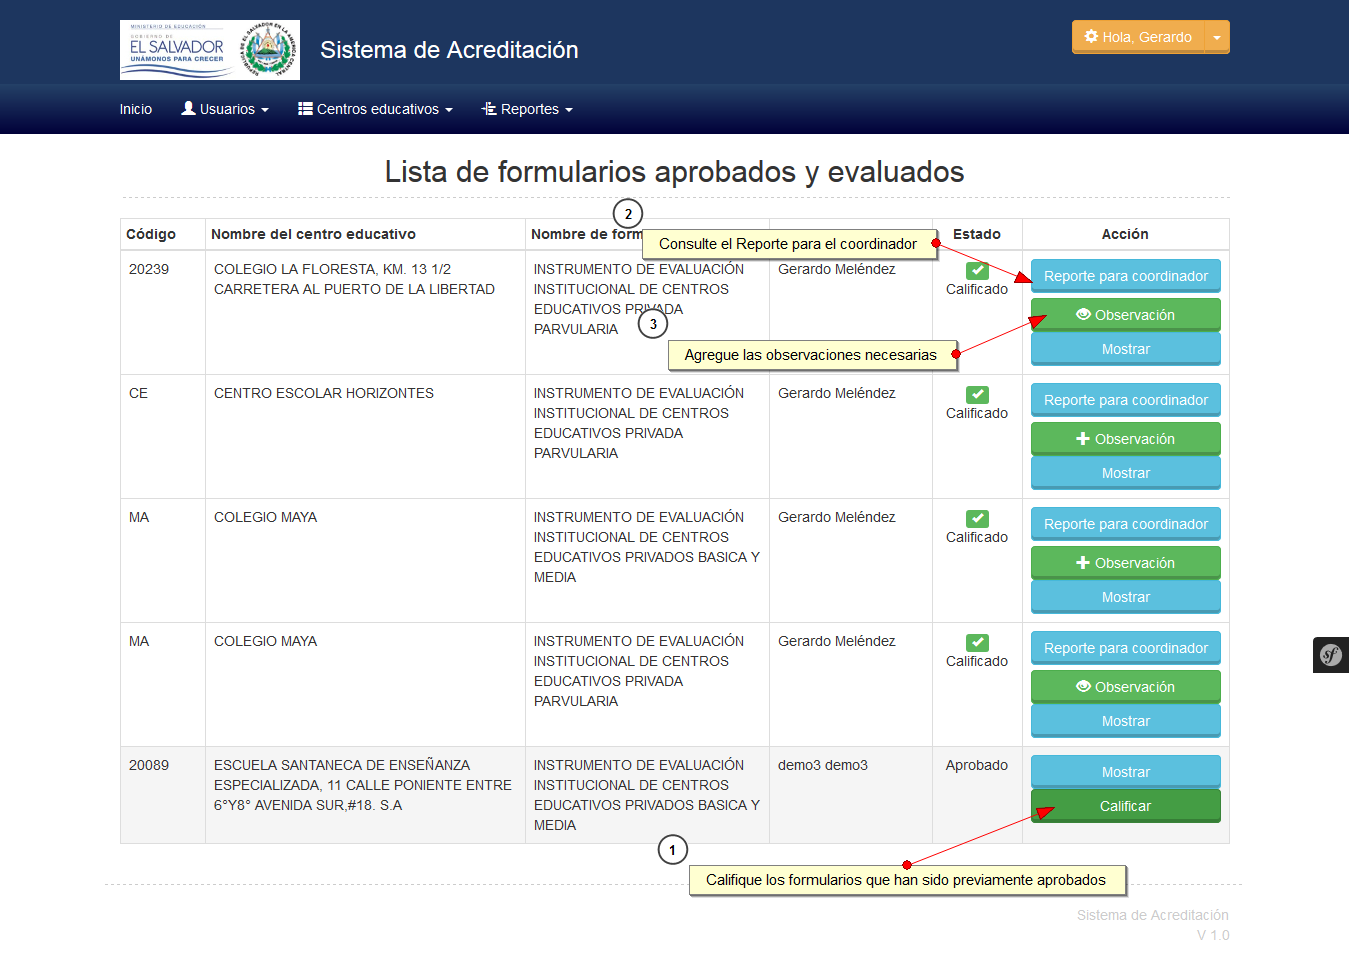 MINISTERIO DE EDUCACIÓN
GOBIERNO DE
EL SALVADOR
UNÁMONOS PARA CRECER
Sistema de Acreditación
Hola, Gerardo
Inicio Usuarios Centros educativos Reportes
Lista de formularios aprobados y evaluados
2
Consulte el Reporte para el coordinador
Código Nombre del centro educativo Nombre de form Estado Acción
20239 COLEGIO LA FLORESTA, KM. 13 1/2 INSTRUMENTO DE EVALUACIÓN Gerardo Meléndez Reporte para coordinador
CARRETERA AL PUERTO DE LA LIBERTAD INSTITUCIONAL DE CENTROS Calificado
EDUCATIVOS PRIVADA Observación
PARVULARIA Mostrar
3
Agregue las observaciones necesarias
CE CENTRO ESCOLAR HORIZONTES INSTRUMENTO DE EVALUACIÓN Gerardo Meléndez Reporte para coordinador
INSTITUCIONAL DE CENTROS Calificado
EDUCATIVOS PRIVADA Observación
PARVULARIA Mostrar
MA COLEGIO MAYA INSTRUMENTO DE EVALUACIÓN Gerardo Meléndez Reporte para coordinador
INSTITUCIONAL DE CENTROS Calificado
EDUCATIVOS PRIVADOS BASICA Y Observación
MEDIA Mostrar
MA COLEGIO MAYA INSTRUMENTO DE EVALUACIÓN Gerardo Meléndez Reporte para coordinador
INSTITUCIONAL DE CENTROS Calificado
EDUCATIVOS PRIVADA Observación
PARVULARIA Mostrar
20089 ESCUELA SANTANECA DE ENSEÑANZA INSTRUMENTO DE EVALUACIÓN demo3 demo3 Aprobado Mostrar
ESPECIALIZADA, 11 CALLE PONIENTE ENTRE INSTITUCIONAL DE CENTROS
6°Y8° AVENIDA SUR,#18. S.A EDUCATIVOS PRIVADOS BASICA Y Calificar
MEDIA
1
Califique los formularios que han sido previamente aprobados
Sistema de Acreditación
V 1.0